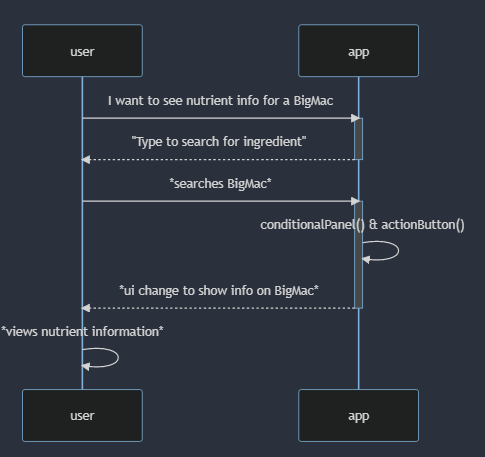 user
app
I want to see nutrient info for a BigMac
"Type to search for ingredient"
*searches BigMac*
conditionalPanel() & actionButton()
*ui change to show info on BigMac*
*views nutrient information*
user
app